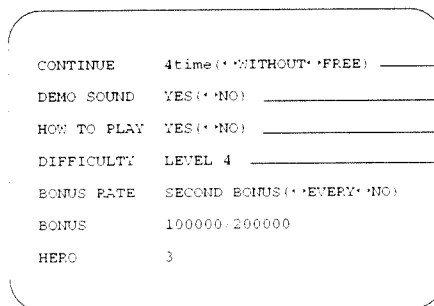 CONTINUE 4time(↔WITHOUT↔FREE)
DEMO SOUND YES(↔NO)
HOW TO PLAY YES(↔NO)
DIFFICULTY LEVEL 4
BONUS RATE SECOND BONUS(↔EVERY↔NO)
BONUS 100000/200000
HERO 3